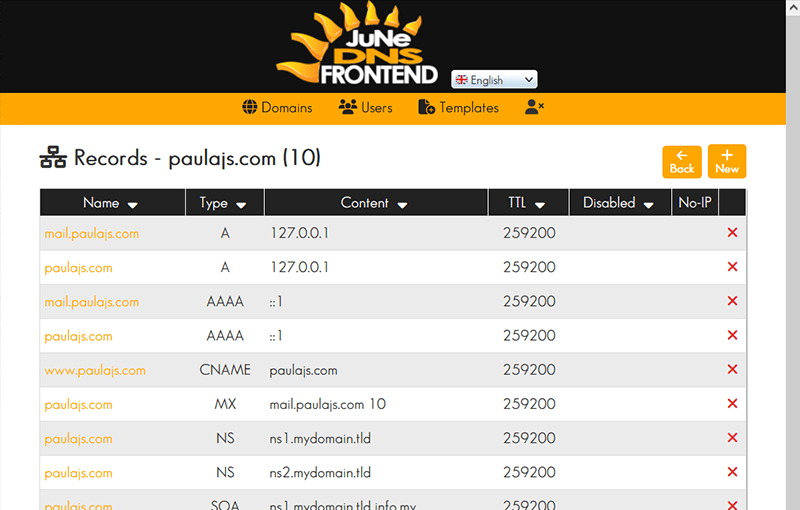 JuNe
DNS
FRONTEND
English
Domains Users Templates
Records - paulajs.com (10)
Back New
Name Type Content TTL Disabled No-IP
mail.paulajs.com A 127.0.0.1 259200
paulajs.com A 127.0.0.1 259200
mail.paulajs.com AAAA ::1 259200
paulajs.com AAAA ::1 259200
www.paulajs.com CNAME paulajs.com 259200
paulajs.com MX mail.paulajs.com 10 259200
paulajs.com NS ns1.mydomain.tld 259200
paulajs.com NS ns2.mydomain.tld 259200
paulajs.com SOA ns1.mydomain.tld info.my 259200